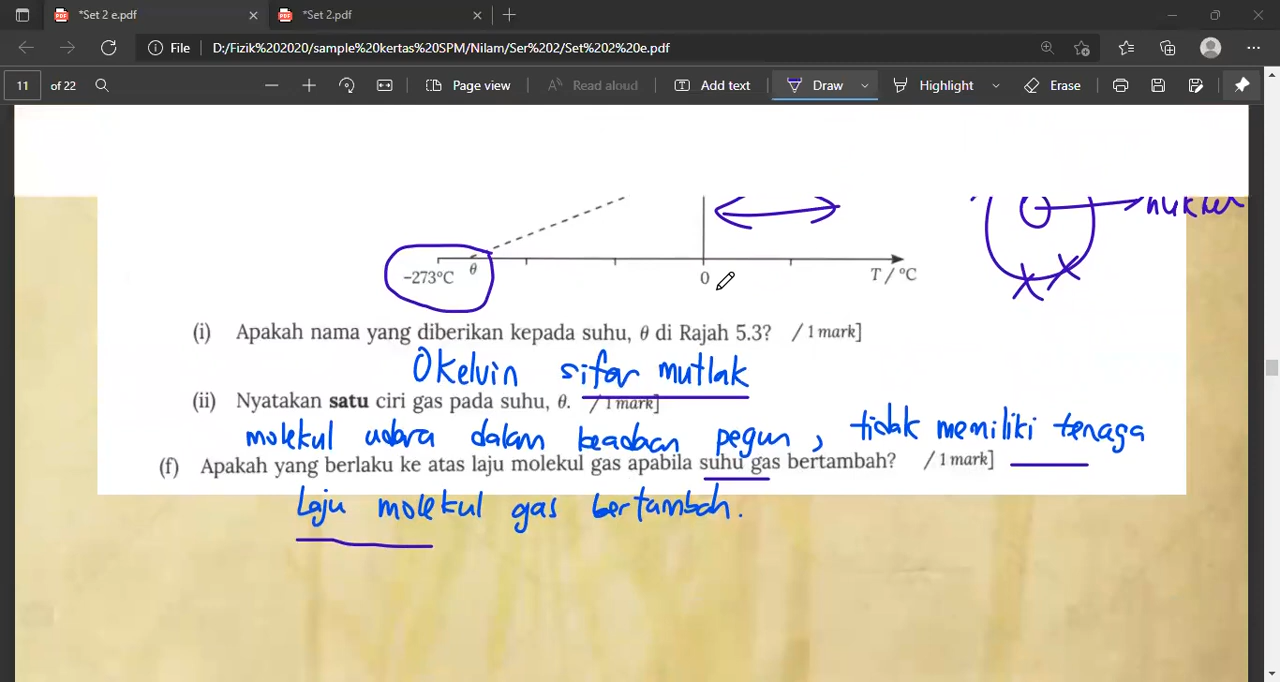 *Set 2 e.pdf
*Set 2.pdf
File D:/Fizik%202020/sample%20kertas%20SPM/Nilam/Ser%202/Set%202%20e.pdf
11 of 22
Page view
Read aloud
Add text
Draw
Highlight
Erase
-273°C θ 0 T / °C
(i) Apakah nama yang diberikan kepada suhu, θ di Rajah 5.3? / 1 mark]
0 Kelvin sifar mutlak
(ii) Nyatakan satu ciri gas pada suhu, θ. / 1 mark]
molekul udara dalam keadaan pegun, tidak memiliki tenaga
(f) Apakah yang berlaku ke atas laju molekul gas apabila suhu gas bertambah? / 1 mark]
Laju molekul gas bertambah.